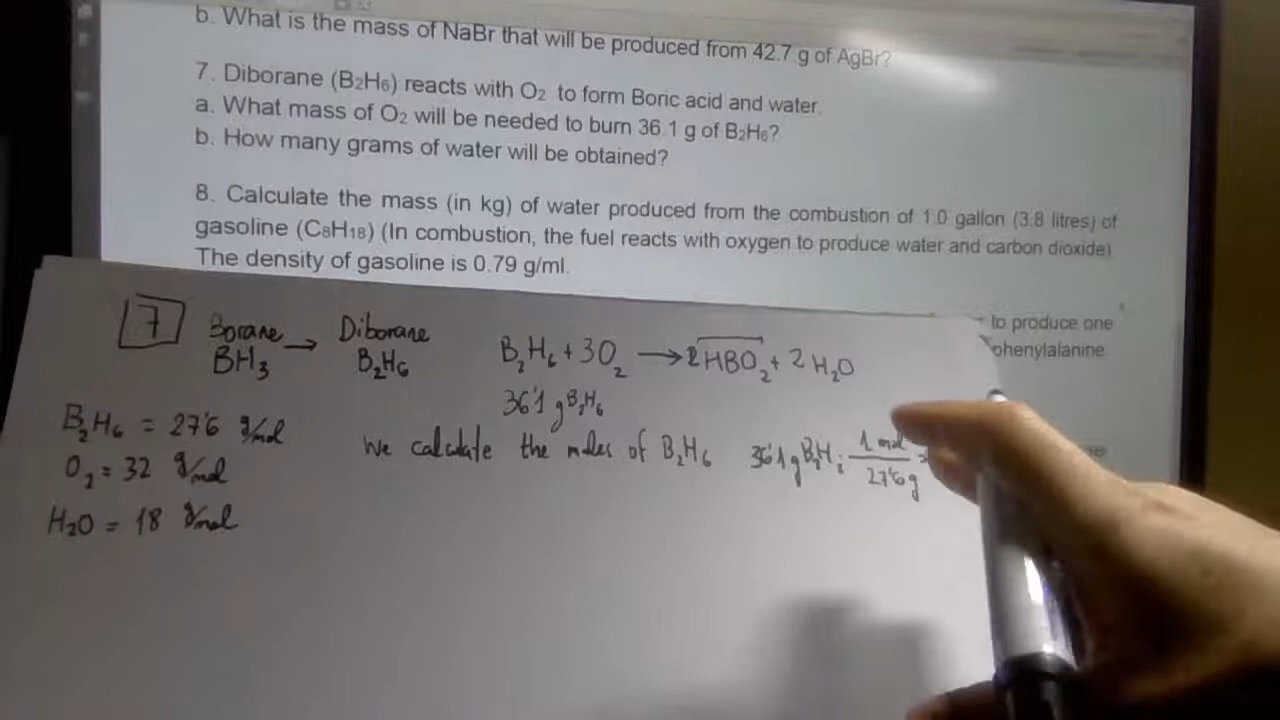 b. What is the mass of NaBr that will be produced from 42.7 g of AgBr?
7. Diborane (B₂H₆) reacts with O₂ to form Boric acid and water.
a. What mass of O₂ will be needed to burn 36.1 g of B₂H₆?
b. How many grams of water will be obtained?
8. Calculate the mass (in kg) of water produced from the combustion of 1.0 gallon (3.8 litres) of
gasoline (C₈H₁₈) (In combustion, the fuel reacts with oxygen to produce water and carbon dioxide)
The density of gasoline is 0.79 g/ml.
to produce one
phenylalanine
7 Borane → Diborane
BH₃ B₂H₆
B₂H₆ + 3O₂ → 2HBO₂ + 2H₂O
36'1 g B₂H₆
B₂H₆ = 27'6 g/mol
O₂ = 32 g/mol
H₂O = 18 g/mol
We calculate the moles of B₂H₆ 36'1 g B₂H₆ 1 mol
27'6 g